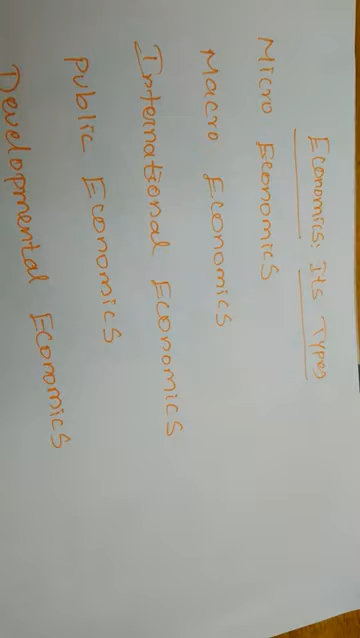 Economics: Its Types
Micro Economics
Macro Economics
International Economics
Public Economics
Developmental Economics